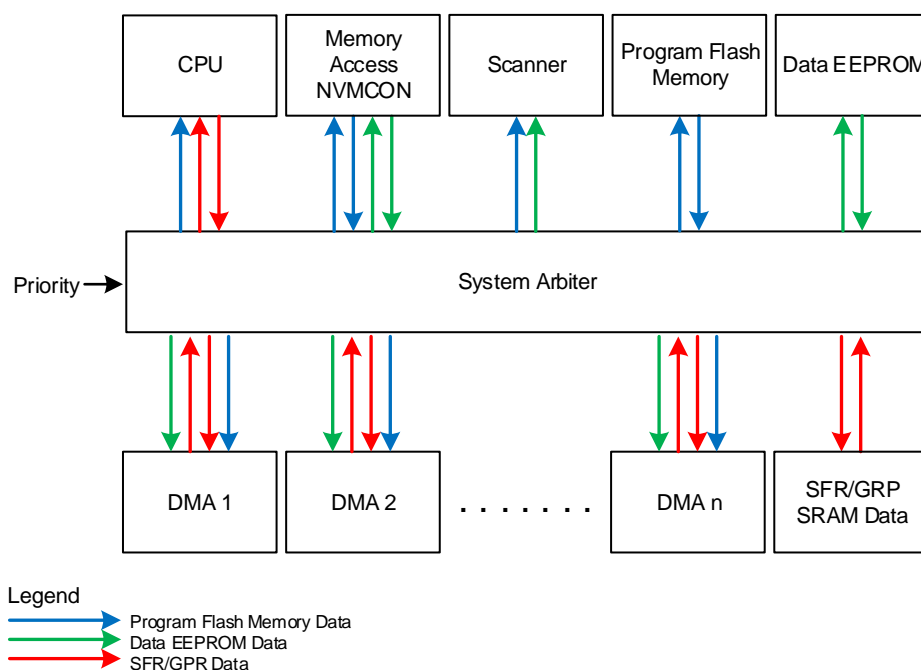 CPU
Memory
Access
NVMCON
Scanner
Program Flash
Memory
Data EEPROM
Priority
System Arbiter
DMA 1
DMA 2
. . . . . . .
DMA n
SFR/GRP
SRAM Data
Legend
Program Flash Memory Data
Data EEPROM Data
SFR/GPR Data